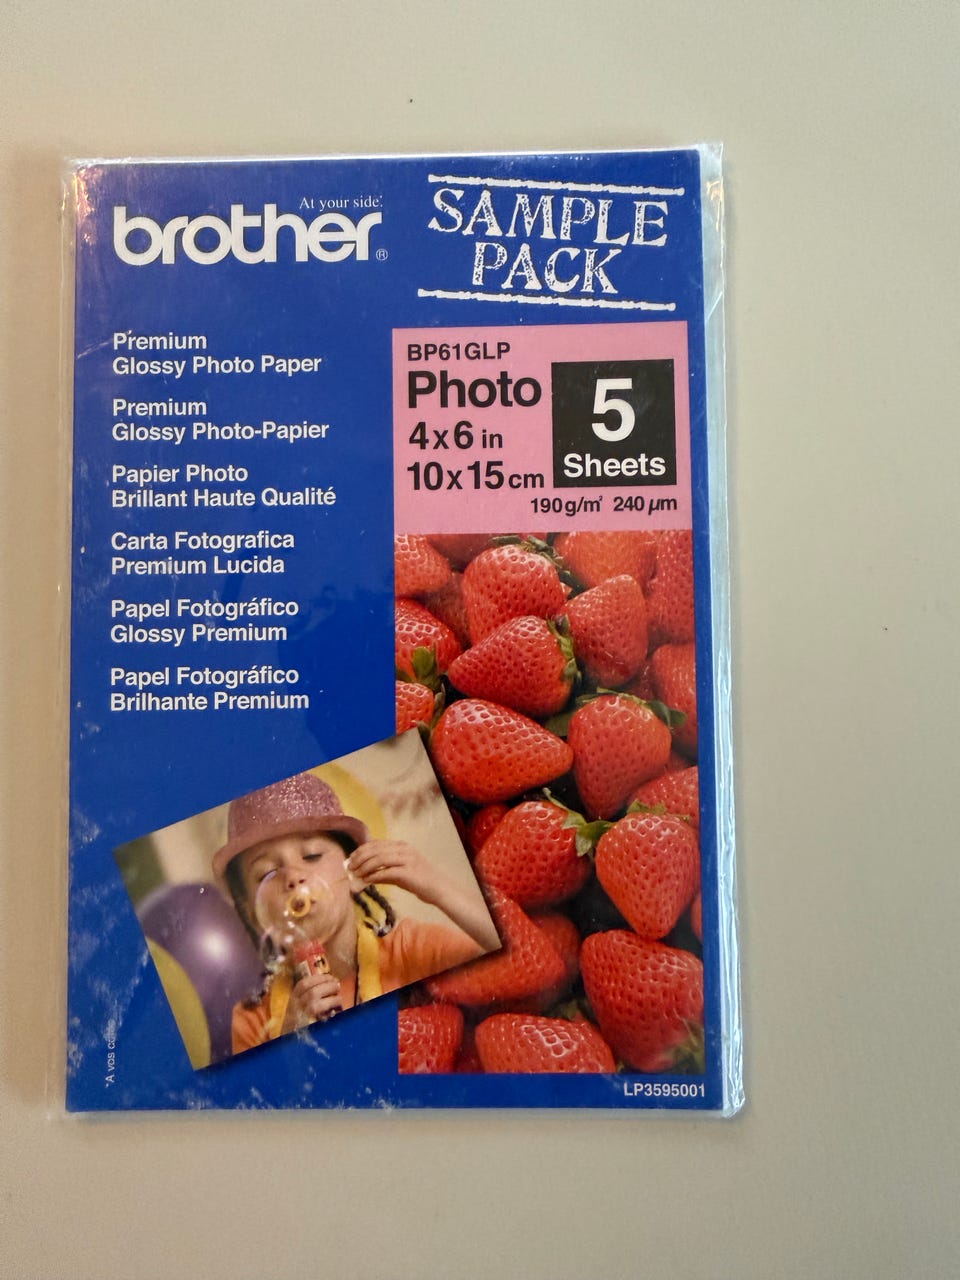 At your side.
brother®
SAMPLE
PACK
Premium
Glossy Photo Paper
Premium
Glossy Photo-Papier
Papier Photo
Brillant Haute Qualité
Carta Fotografica
Premium Lucida
Papel Fotográfico
Glossy Premium
Papel Fotográfico
Brilhante Premium
BP61GLP
Photo
4x6 in
10x15cm
5
Sheets
190g/m² 240µm
A vos
LP3595001